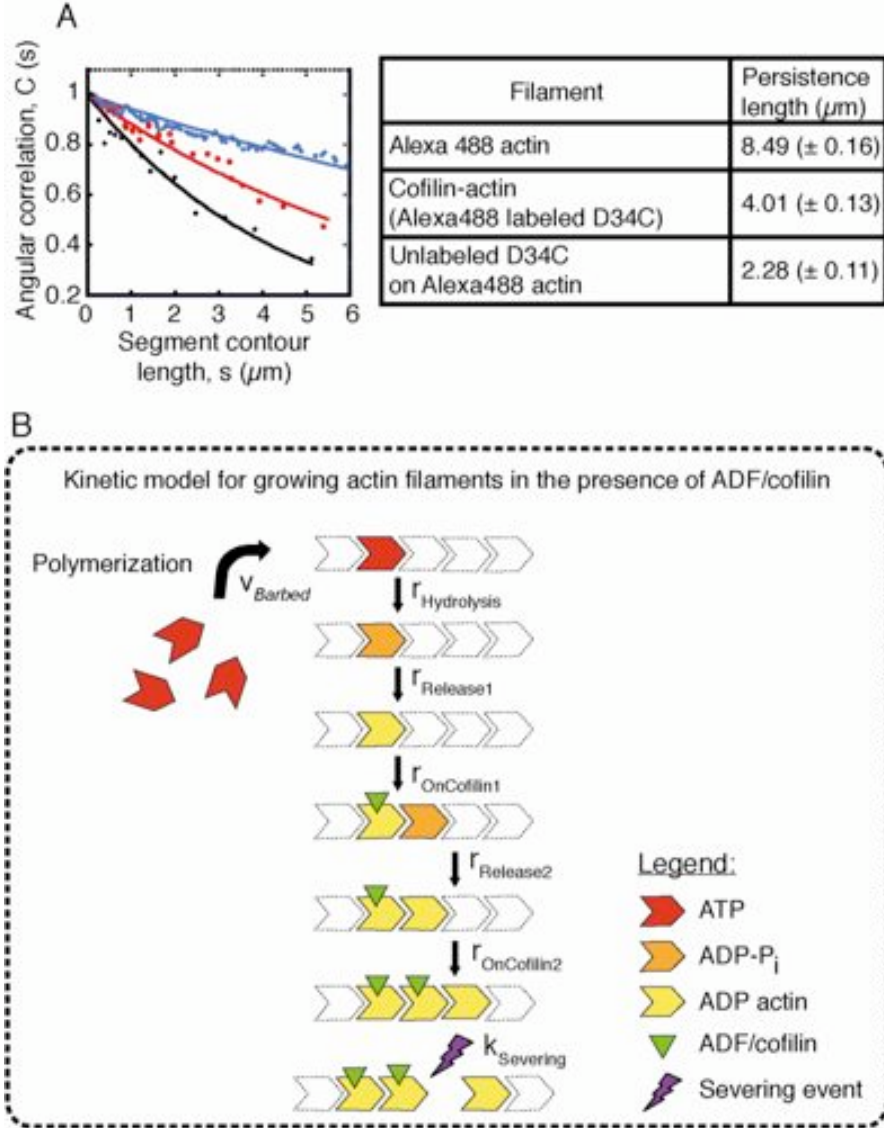 A
Angular correlation, C (s)
1
0.8
0.6
0.4
0.2
0 1 2 3 4 5 6
Segment contour
length, s (µm)
Filament
Persistence
length (µm)
Alexa 488 actin
8.49 (± 0.16)
Cofilin-actin
(Alexa488 labeled D34C)
4.01 (± 0.13)
Unlabeled D34C
on Alexa488 actin
2.28 (± 0.11)
B
Kinetic model for growing actin filaments in the presence of ADF/cofilin
Polymerization
vBarbed
rHydrolysis
rRelease1
rOnCofilin1
rRelease2
rOnCofilin2
kSevering
Legend:
ATP
ADP-Pi
ADP actin
ADF/cofilin
Severing event